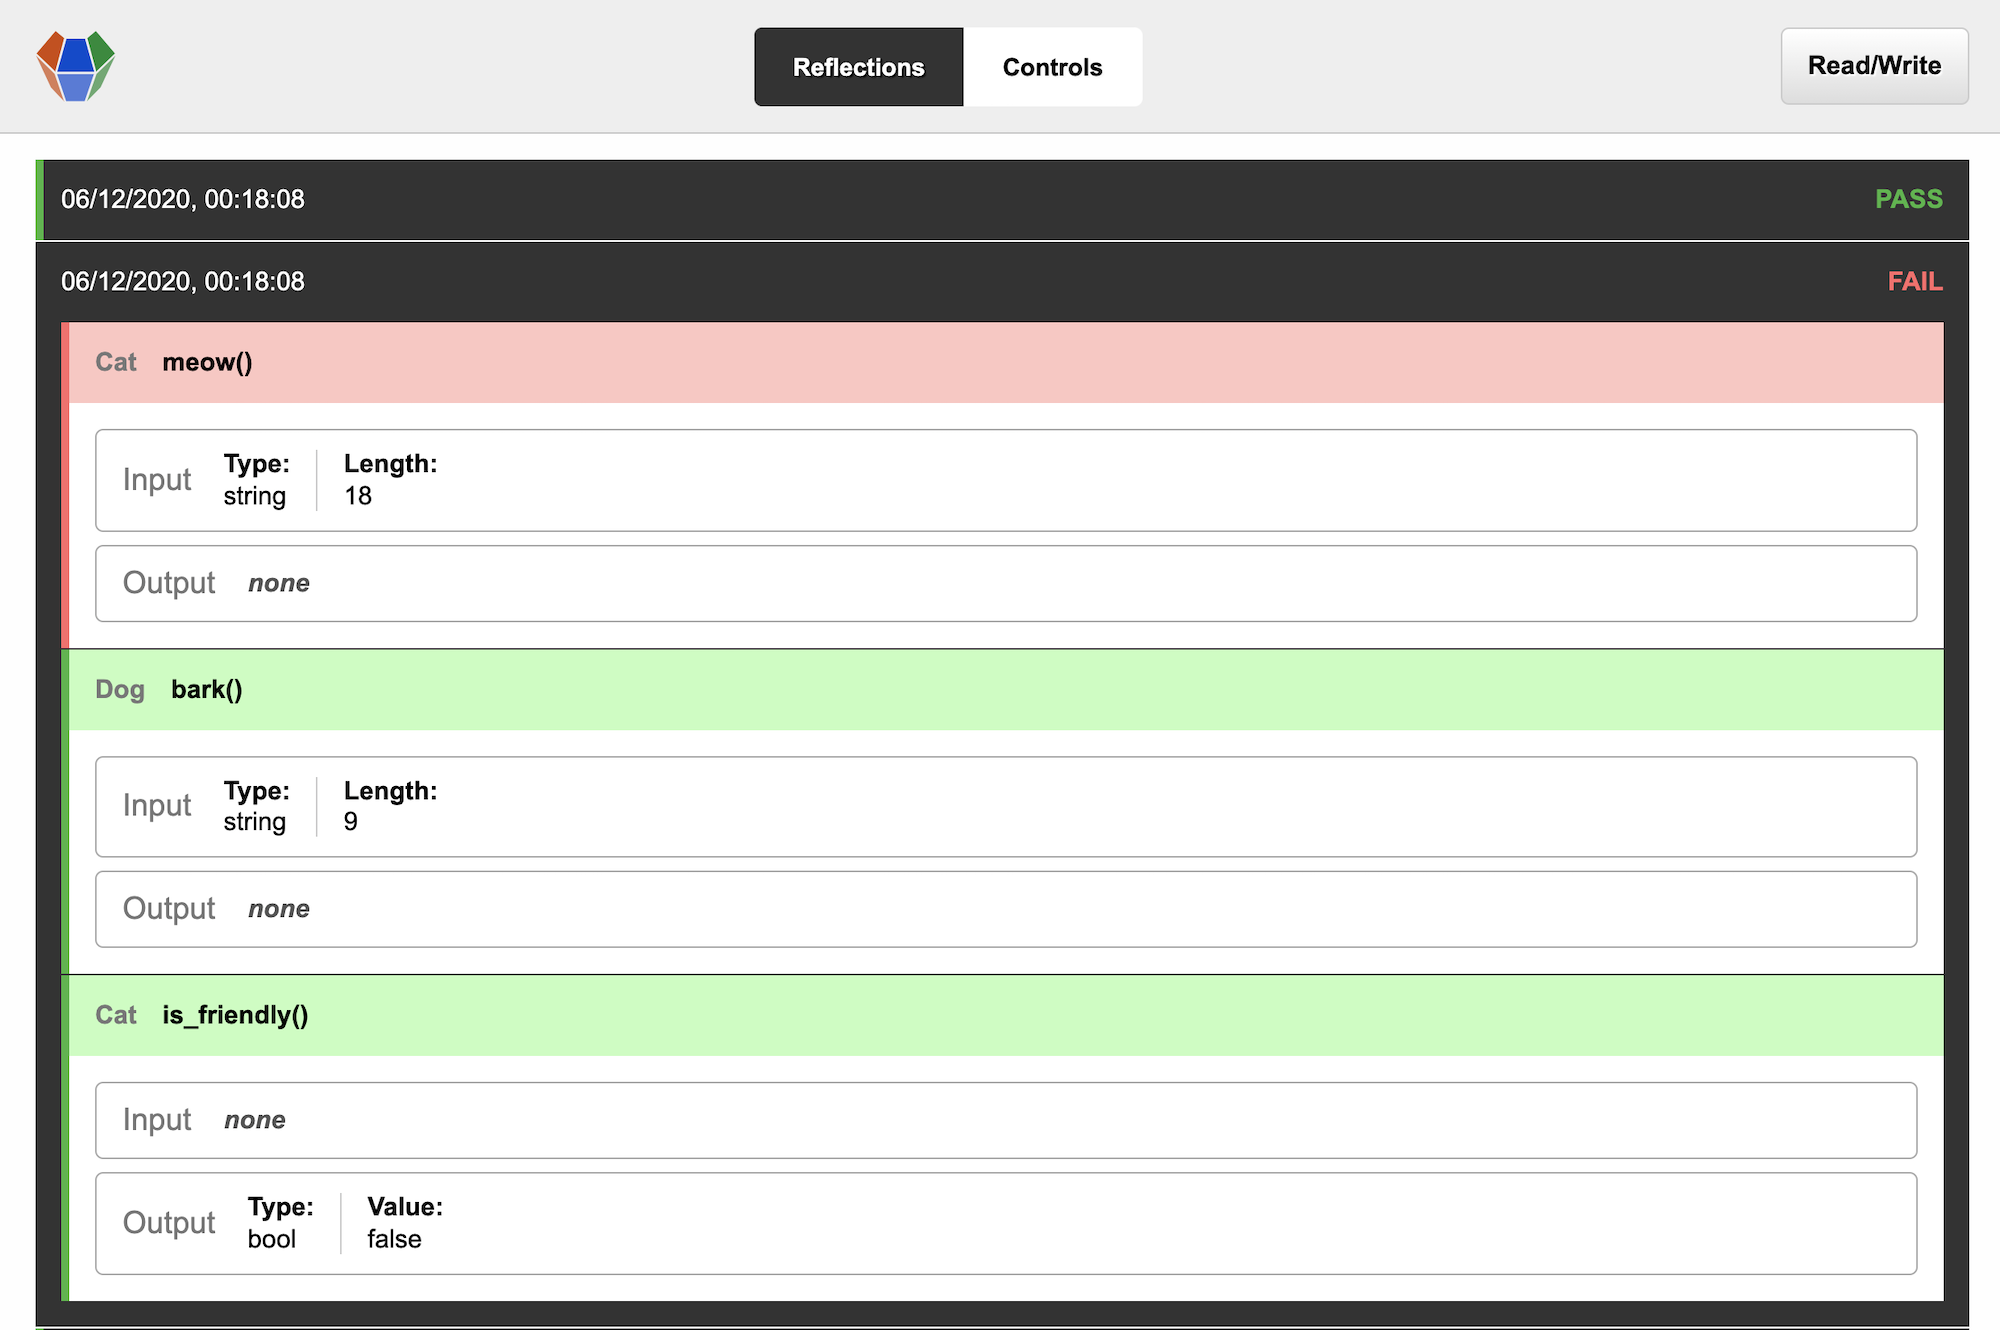 Reflections Controls Read/Write
06/12/2020, 00:18:08 PASS
06/12/2020, 00:18:08 FAIL
Cat meow()
Input Type: Length:
string 18
Output none
Dog bark()
Input Type: Length:
string 9
Output none
Cat is_friendly()
Input none
Output Type: Value:
bool false